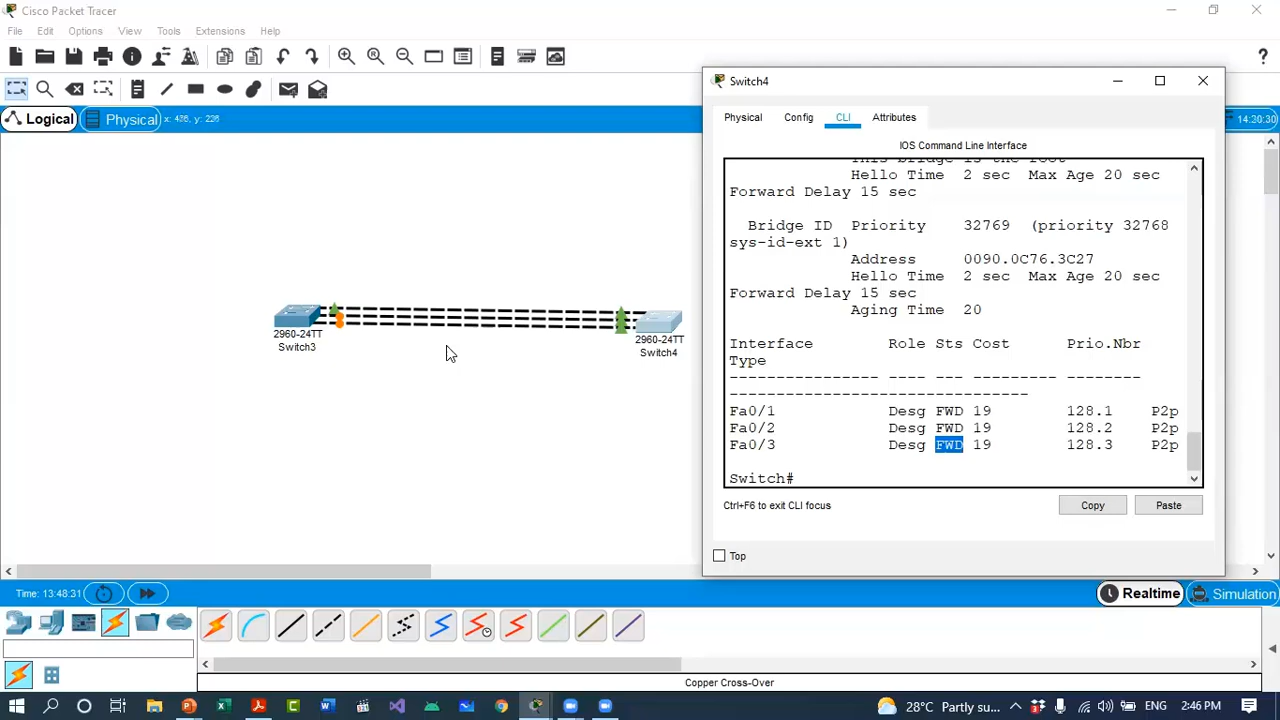 Cisco Packet Tracer
File Edit Options View Tools Extensions Help
Logical Physical x: 436, y: 226
14:20:30
Switch4
Physical Config CLI Attributes
IOS Command Line Interface
This bridge is the root
Hello Time 2 sec Max Age 20 sec
Forward Delay 15 sec
Bridge ID Priority 32769 (priority 32768
sys-id-ext 1)
Address 0090.0C76.3C27
Hello Time 2 sec Max Age 20 sec
Forward Delay 15 sec
Aging Time 20
Interface Role Sts Cost Prio.Nbr
Type
---------------- ---- --- --------- --------
--------------------------------
Fa0/1 Desg FWD 19 128.1 P2p
Fa0/2 Desg FWD 19 128.2 P2p
Fa0/3 Desg FWD 19 128.3 P2p
Switch#
Ctrl+F6 to exit CLI focus
Copy Paste
Top
2960-24TT
Switch3
2960-24TT
Switch4
Time: 13:48:31
Realtime Simulation
Copper Cross-Over
28°C Partly su...
ENG 2:46 PM